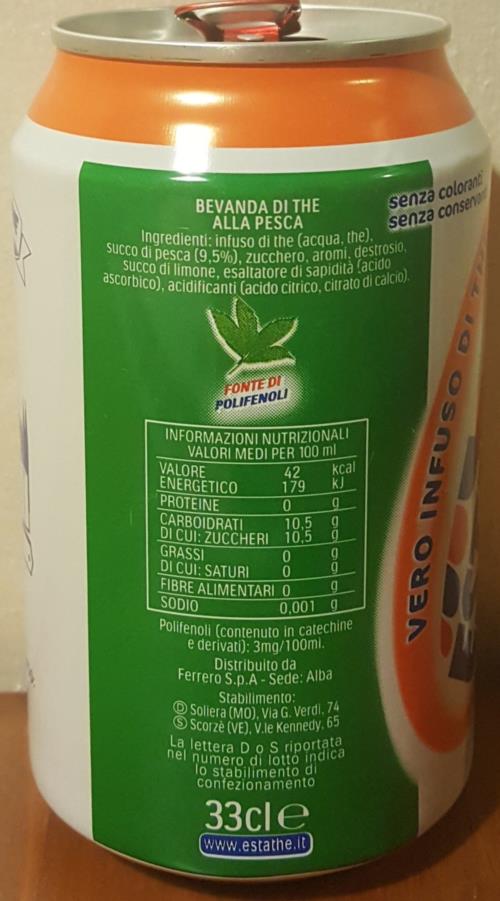 BEVANDA DI THE
ALLA PESCA
Ingredienti: infuso di the (acqua, the),
succo di pesca (9,5%), zucchero, aromi, destrosio,
succo di limone, esaltatore di sapidità (acido
ascorbico), acidificanti (acido citrico, citrato di calcio).
senza coloranti
senza
FONTE DI
POLIFENOLI
INFORMAZIONI NUTRIZIONALI
VALORI MEDI PER 100 ml
VALORE 42 kcal
ENERGETICO 179 kJ
PROTEINE 0 g
CARBOIDRATI 10,5 g
DI CUI: ZUCCHERI 10,5 g
GRASSI 0 g
DI CUI: SATURI 0 g
FIBRE ALIMENTARI 0 g
SODIO 0,001 g
Polifenoli (contenuto in catechine
e derivati): 3mg/100ml.
Distribuito da
Ferrero S.p.A - Sede: Alba
Stabilimento:
Ⓓ Soliera (MO), Via G. Verdi, 74
Ⓢ Scorzè (VE), V.le Kennedy, 65
La lettera D o S riportata
nel numero di lotto indica
lo stabilimento di
confezionamento
33cl e
www.estathe.it
VERO INFUSO DI